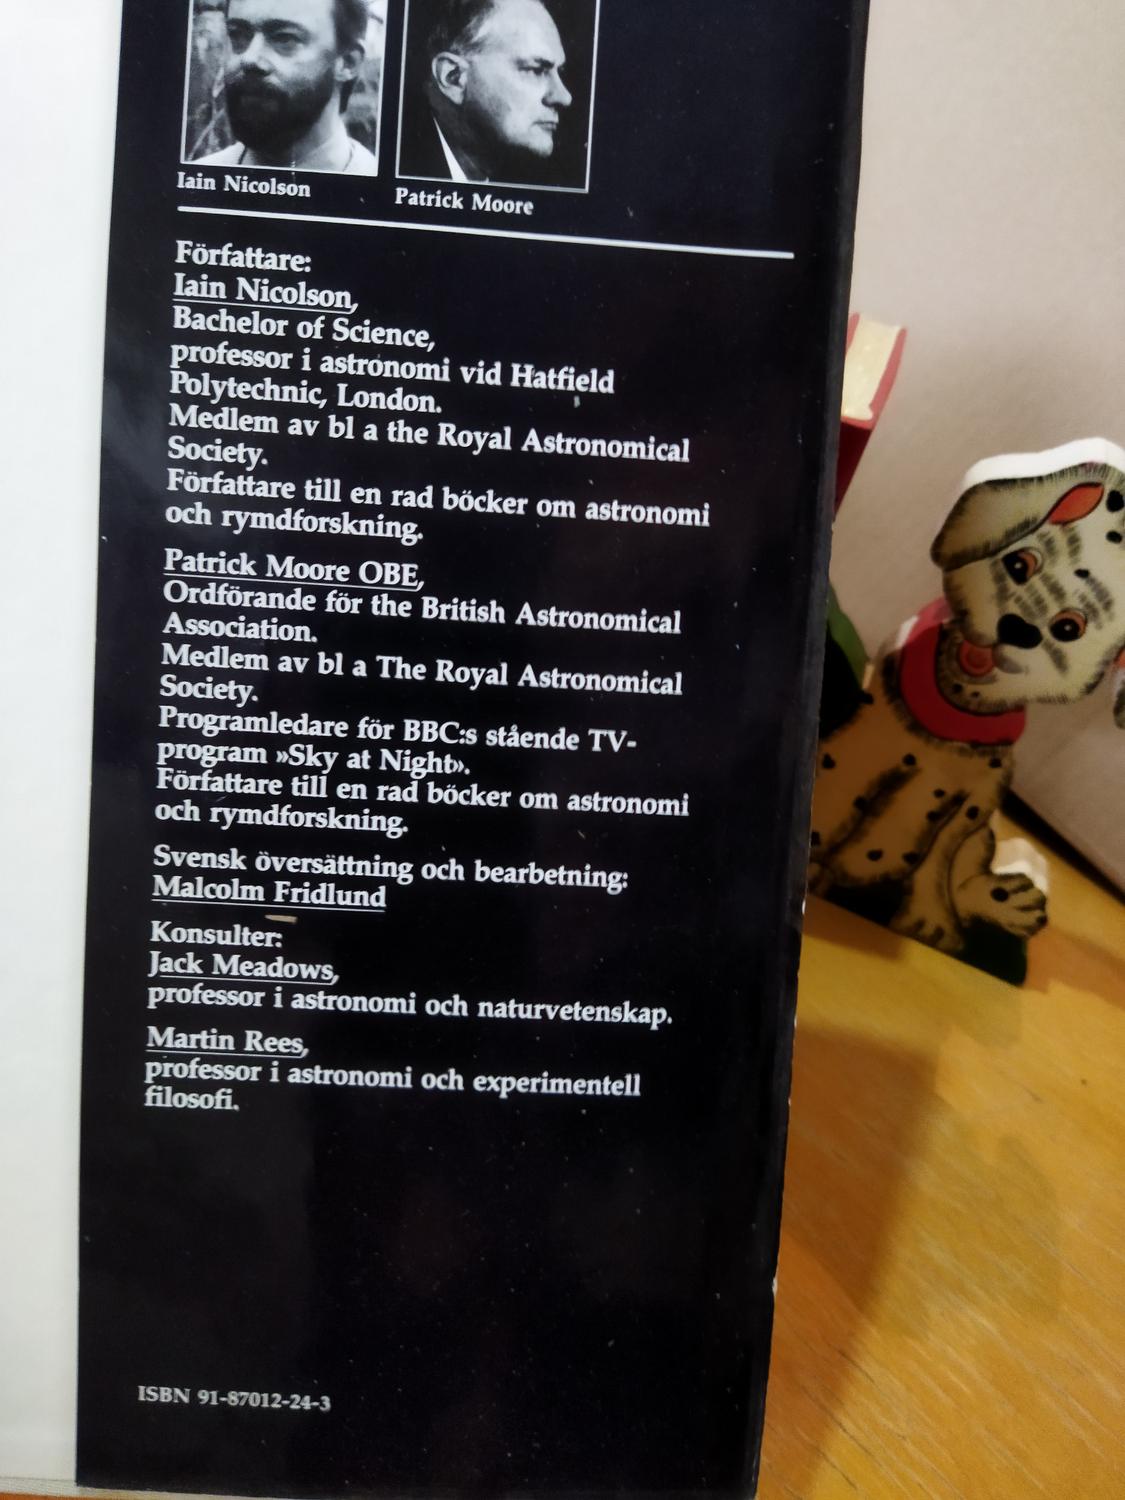 Iain Nicolson
Patrick Moore
Författare:
Iain Nicolson,
Bachelor of Science,
professor i astronomi vid Hatfield
Polytechnic, London.
Medlem av bl a the Royal Astronomical
Society.
Författare till en rad böcker om astronomi
och rymdforskning.
Patrick Moore OBE,
Ordförande för the British Astronomical
Association.
Medlem av bl a The Royal Astronomical
Society.
Programledare för BBC:s stående TV-
program »Sky at Night».
Författare till en rad böcker om astronomi
och rymdforskning.
Svensk översättning och bearbetning:
Malcolm Fridlund
Konsulter:
Jack Meadows,
professor i astronomi och naturvetenskap.
Martin Rees,
professor i astronomi och experimentell
filosofi.
ISBN 91-87012-24-3